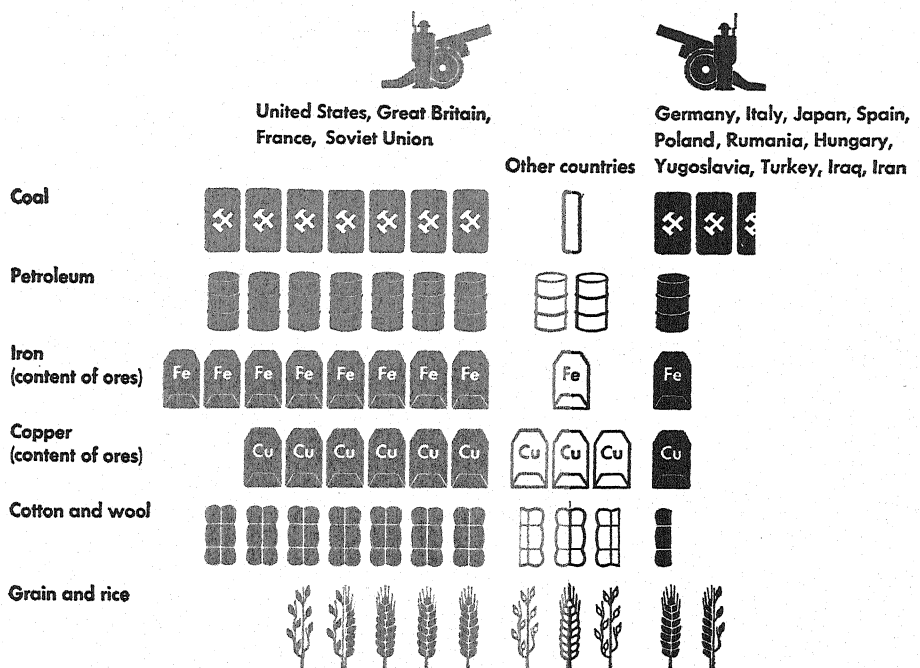 United States, Great Britain,
France, Soviet Union
Germany, Italy, Japan, Spain,
Poland, Rumania, Hungary,
Yugoslavia, Turkey, Iraq, Iran
Other countries
Coal
Petroleum
Iron
(content of ores)
Fe Fe Fe Fe Fe Fe Fe Fe Fe Fe
Copper
(content of ores)
Cu Cu Cu Cu Cu Cu Cu Cu Cu Cu
Cotton and wool
Grain and rice